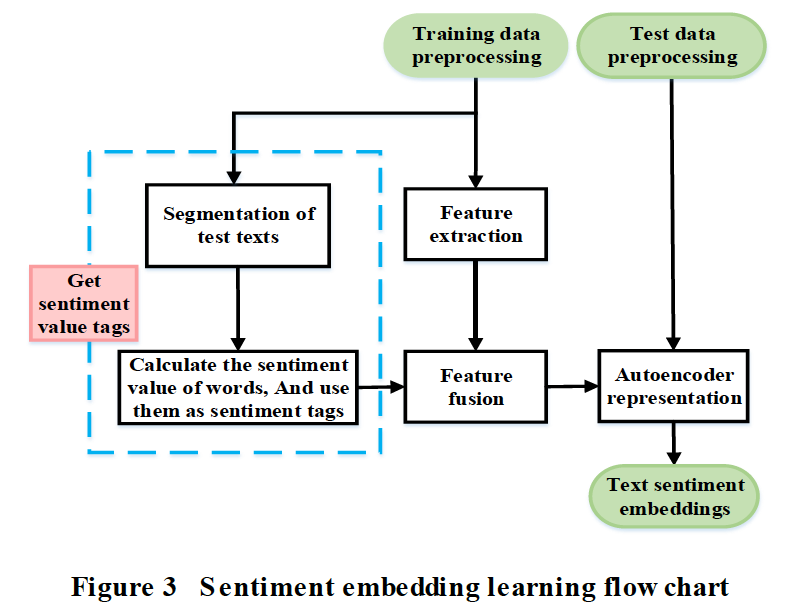 Training data
preprocessing
Test data
preprocessing
Segmentation of
test texts
Feature
extraction
Get
sentiment
value tags
Calculate the sentiment
value of words, And use
them as sentiment tags
Feature
fusion
Autoencoder
representation
Text sentiment
embeddings
Figure 3 Sentiment embedding learning flow chart